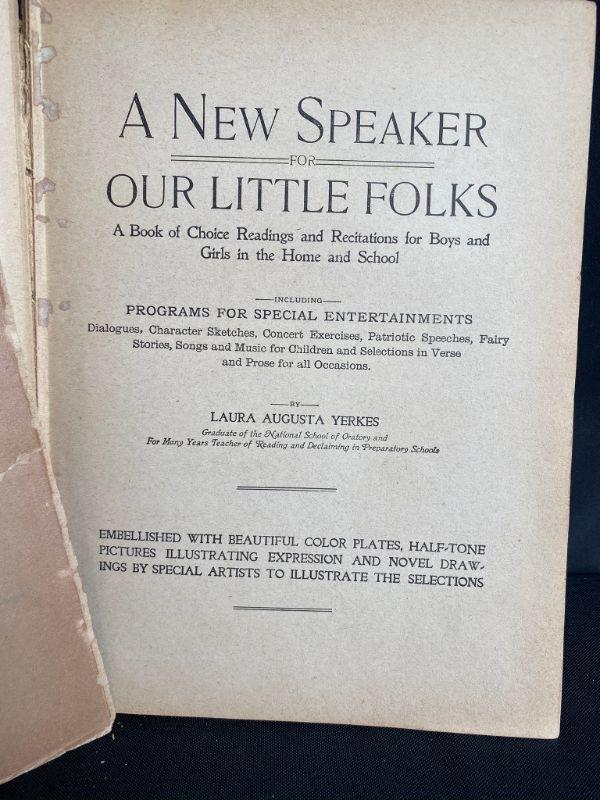 A NEW SPEAKER
FOR
OUR LITTLE FOLKS
A Book of Choice Readings and Recitations for Boys and
Girls in the Home and School
INCLUDING
PROGRAMS FOR SPECIAL ENTERTAINMENTS
Dialogues, Character Sketches, Concert Exercises, Patriotic Speeches, Fairy
Stories, Songs and Music for Children and Selections in Verse
and Prose for all Occasions.
BY
LAURA AUGUSTA YERKES
Graduate of the National School of Oratory and
For Many Years Teacher of Reading and Declaiming in Preparatory Schools
EMBELLISHED WITH BEAUTIFUL COLOR PLATES, HALF-TONE
PICTURES ILLUSTRATING EXPRESSION AND NOVEL DRAW-
INGS BY SPECIAL ARTISTS TO ILLUSTRATE THE SELECTIONS